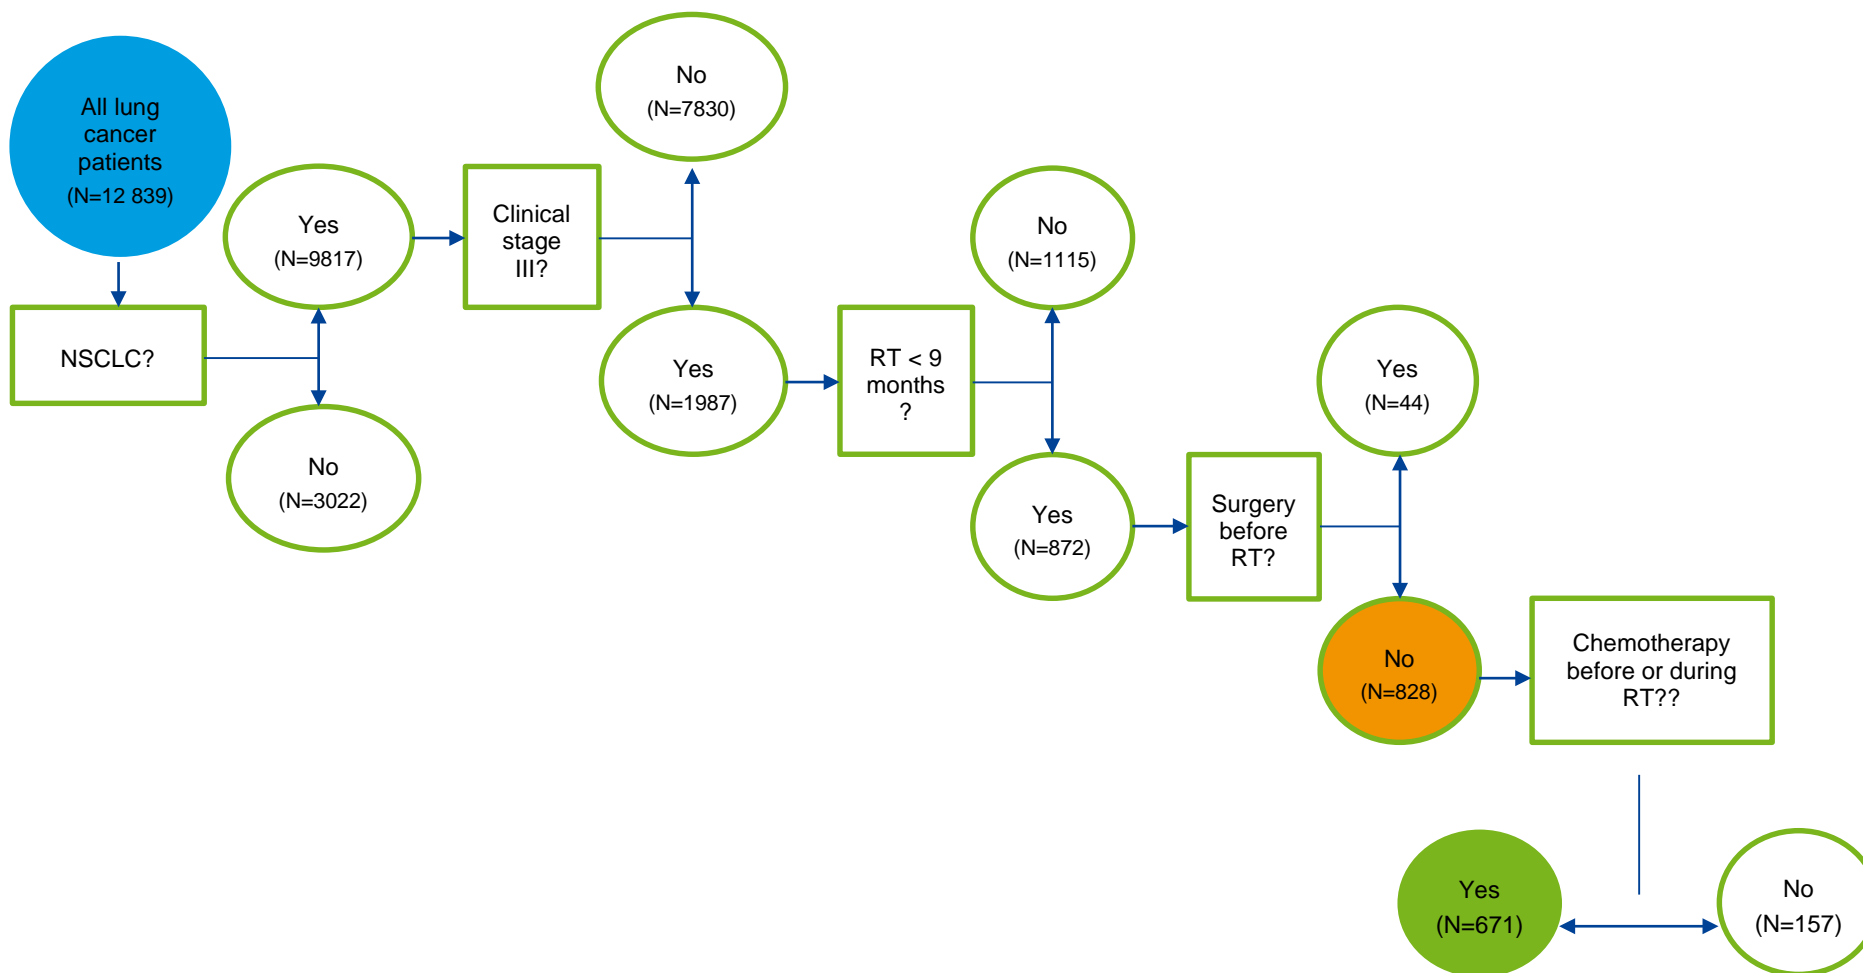 All lung
cancer
patients
(N=12 839)
NSCLC?
Yes
(N=9817)
No
(N=3022)
Clinical
stage
III?
No
(N=7830)
Yes
(N=1987)
RT < 9
months
?
No
(N=1115)
Yes
(N=872)
Surgery
before
RT?
Yes
(N=44)
No
(N=828)
Chemotherapy
before or during
RT??
Yes
(N=671)
No
(N=157)